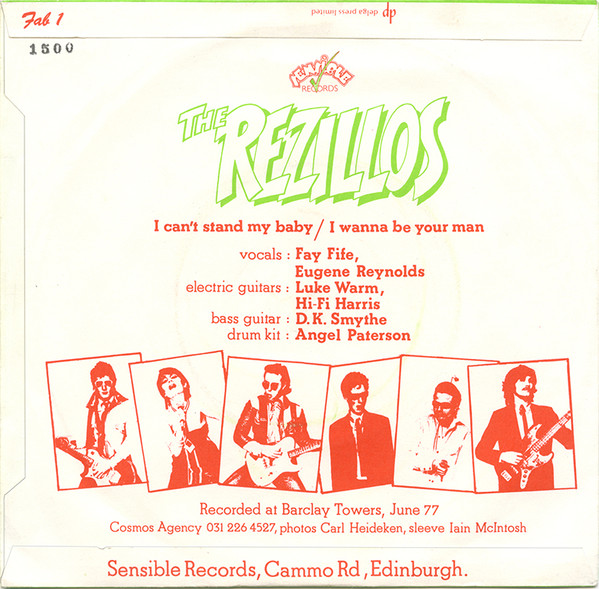 Fab 1
dp delga press limited
1500
SENSIBLE
RECORDS
THE REZILLOS
I can't stand my baby / I wanna be your man
vocals : Fay Fife,
Eugene Reynolds
electric guitars : Luke Warm,
Hi-Fi Harris
bass guitar : D.K. Smythe
drum kit : Angel Paterson
Recorded at Barclay Towers, June 77
Cosmos Agency 031 226 4527, photos Carl Heideken, sleeve Iain McIntosh
Sensible Records, Cammo Rd, Edinburgh.